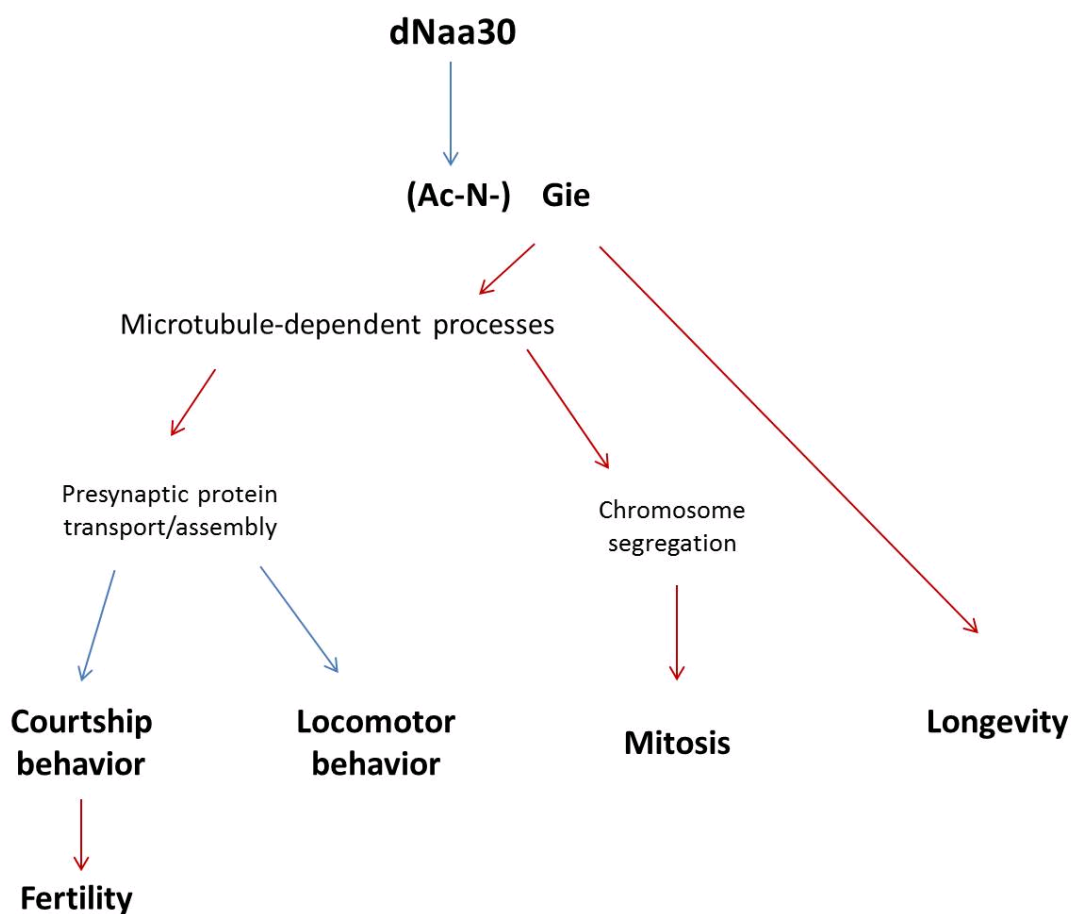 dNaa30
(Ac-N-) Gie
Microtubule-dependent processes
Presynaptic protein
transport/assembly
Chromosome
segregation
Courtship
behavior
Locomotor
behavior
Mitosis
Longevity
Fertility